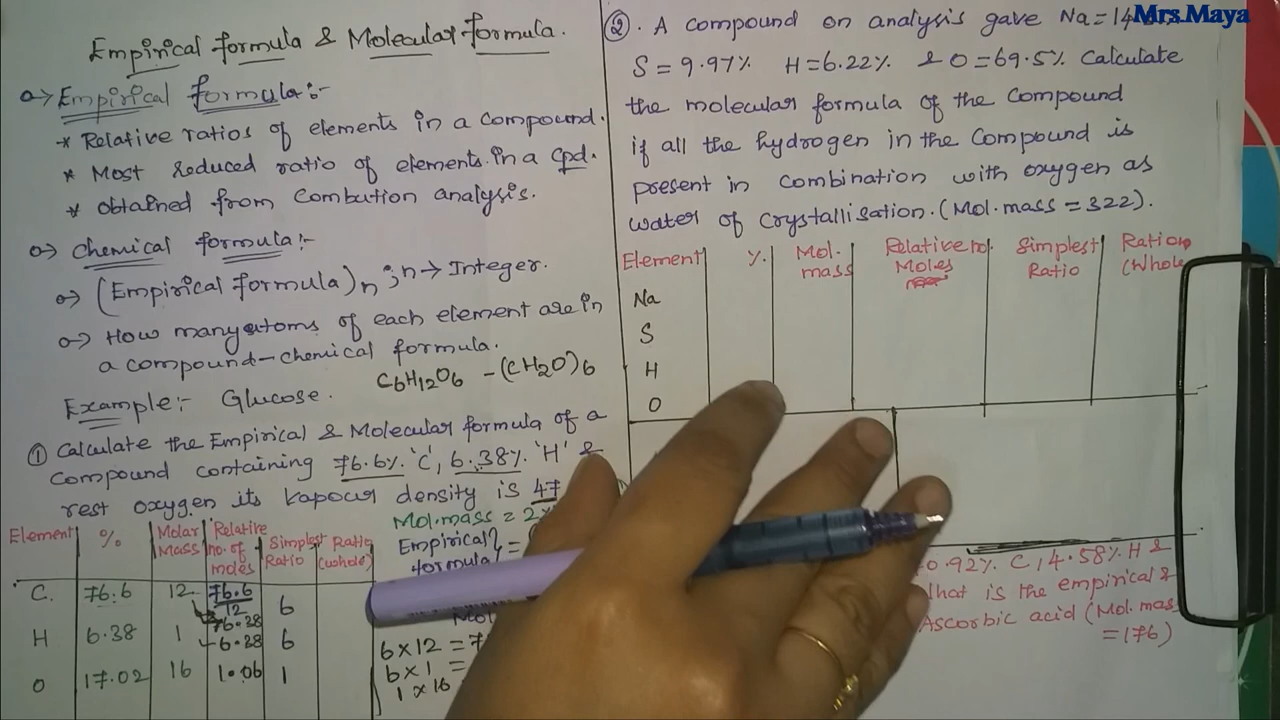 Empirical formula & Molecular formula.
Empirical formula:-
* Relative ratios of elements in a compound.
* Most reduced ratio of elements in a cpd.
* obtained from Combution analysis.
Chemical formula:-
(Empirical formula)n ; n→ Integer.
How many atoms of each element are in
a compound-chemical formula.
Example:- Glucose. C6H12O6 - (CH2O)6
① Calculate the Empirical & Molecular formula of a
Compound containing 76.6% 'C', 6.38% 'H' &
rest oxygen its vapour density is 47
Mol.mass = 2×
Element % Molar Mass Relative no. of moles Simplest Ratio Ratio (whole)
Empirical formula =
C. 76.6 12 76.6/12 6
H 6.38 1 6.38 6
O 17.02 16 1.06 1
6×12 = 7
6×1 =
1×16
Mrs.Maya
②. A compound on analysis gave Na=14
S = 9.97% H=6.22% & O=69.5% Calculate
the molecular formula of the Compound
if all the hydrogen in the Compound is
present in combination with oxygen as
water of crystallisation. (Mol.mass = 322).
Element %. Mol. mass Relative no. Moles Simplest Ratio Ratio (Whole
Na
S
H
O
0.92% C, 4.58% H &
What is the empirical &
Ascorbic acid (Mol.mas
=176)